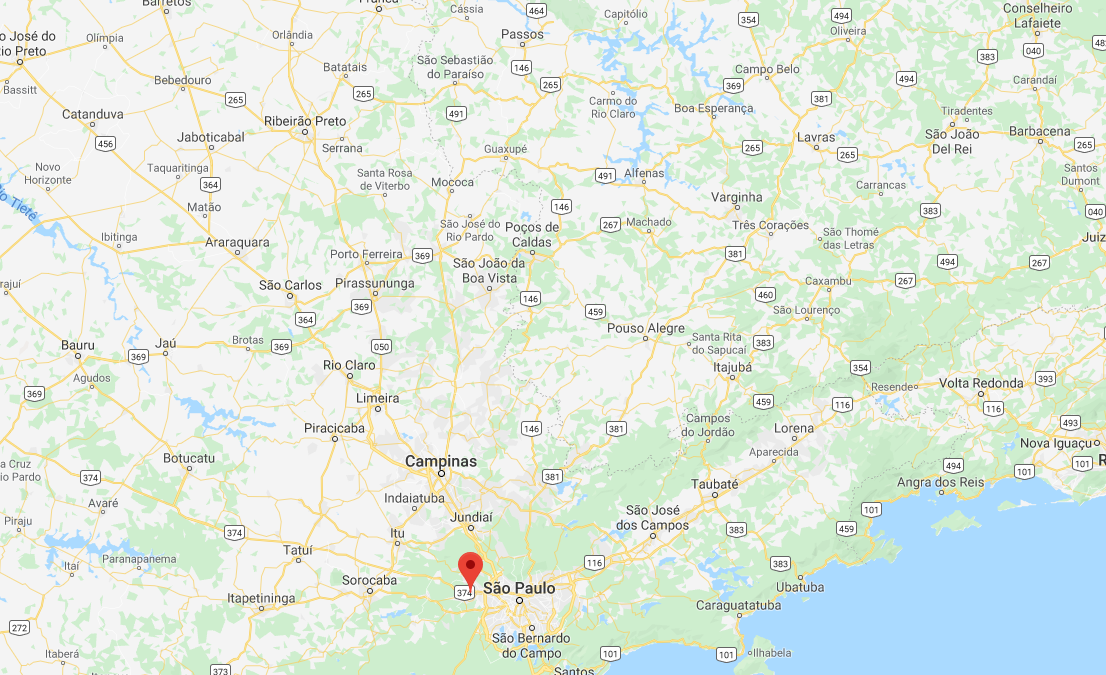 Barretos
Franca
Cássia
464
Capitólio
354
494
Oliveira
Conselheiro
Lafaiete
Olímpia
Orlândia
Passos
383
040
São José do
Rio Preto
Bassitt
Bebedouro
Batatais
São Sebastião
do Paraíso
146
265
Campo Belo
369
494
Carandaí
265
265
491
Carmo do
Rio Claro
Boa Esperança
381
Catanduva
Ribeirão Preto
Tiradentes
São João
Del Rei
Barbacena
265
456
Jaboticabal
Serrana
Guaxupé
265
Lavras
265
Novo
Horizonte
Taquaritinga
364
Santa Rosa
de Viterbo
Mococa
491
Alfenas
Carrancas
Santos
Dumont
Rio Tietê
Matão
146
Varginha
383
040
Ibitinga
Araraquara
São José do
Rio Pardo
Poços de
Caldas
267
Machado
Três Corações
São Thomé
das Letras
Juiz
Porto Ferreira
369
São João da
Boa Vista
381
494
267
São Carlos
Pirassununga
146
460
Caxambu
267
364
369
459
São Lourenço
Pouso Alegre
Bauru
Jaú
369
Brotas
369
050
Santa Rita
do Sapucaí
383
Agudos
Rio Claro
Itajubá
354
Resende
Volta Redonda
393
369
Limeira
459
116
116
Piracicaba
146
381
Campos
do Jordão
Lorena
493
Nova Iguaçu
Botucatu
Campinas
Aparecida
494
101
101
R
374
381
Taubaté
Angra dos Reis
Avaré
Indaiatuba
101
Piraju
Jundiaí
São José
dos Campos
383
459
374
Itu
Tatuí
Paranapanema
Itaí
116
383
Sorocaba
374
São Paulo
Ubatuba
Itapetininga
Caraguatatuba
272
São Bernardo
do Campo
Itaberá
101
101
Ilhabela
373
Santos